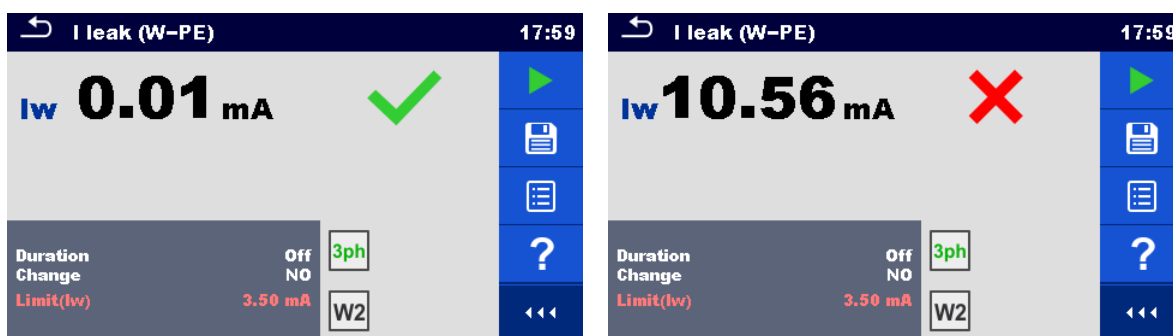 I leak (W-PE) 17:59
Iw 0.01 mA
Duration Off
Change NO
Limit(Iw) 3.50 mA
3ph
W2
?
I leak (W-PE) 17:59
Iw 10.56 mA
Duration Off
Change NO
Limit(Iw) 3.50 mA
3ph
W2
?